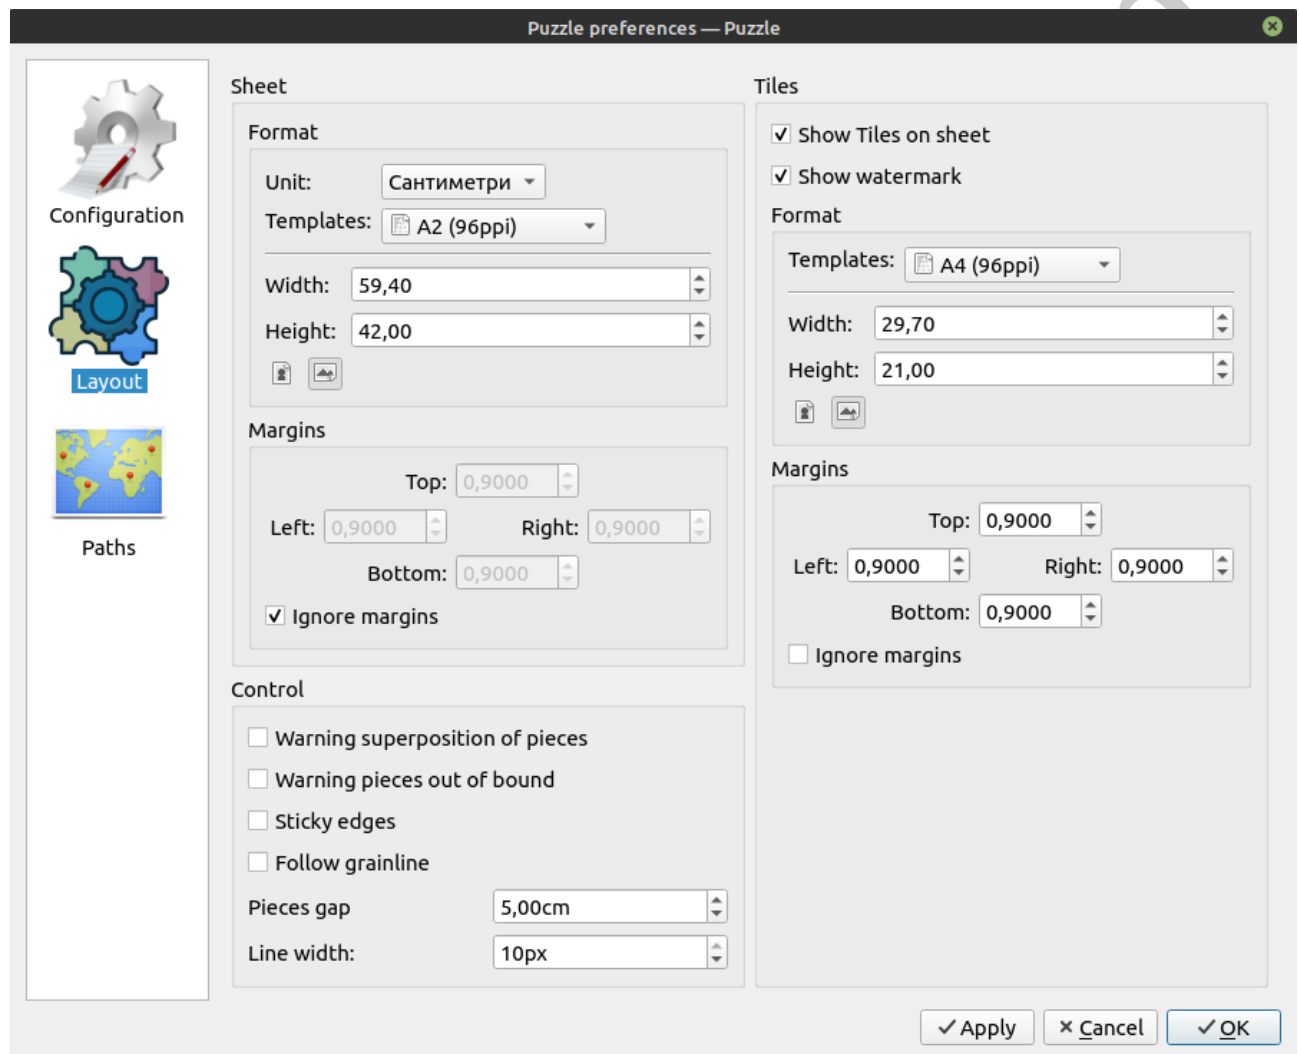 Puzzle preferences — Puzzle
Configuration
Layout
Paths
Sheet
Format
Unit: Сантиметри
Templates: A2 (96ppi)
Width: 59,40
Height: 42,00
Margins
Top: 0,9000
Left: 0,9000 Right: 0,9000
Bottom: 0,9000
Ignore margins
Control
Warning superposition of pieces
Warning pieces out of bound
Sticky edges
Follow grainline
Pieces gap 5,00cm
Line width: 10px
Tiles
Show Tiles on sheet
Show watermark
Format
Templates: A4 (96ppi)
Width: 29,70
Height: 21,00
Margins
Top: 0,9000
Left: 0,9000 Right: 0,9000
Bottom: 0,9000
Ignore margins
Apply Cancel OK